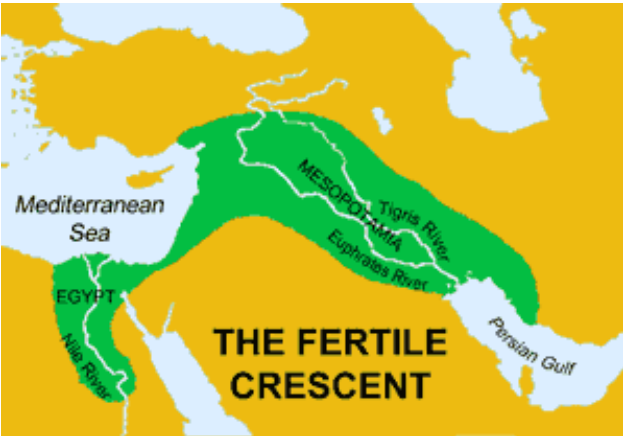 Mediterranean
Sea
MESOPOTAMIA
Tigris River
Euphrates River
EGYPT
Nile River
Persian Gulf
THE FERTILE
CRESCENT